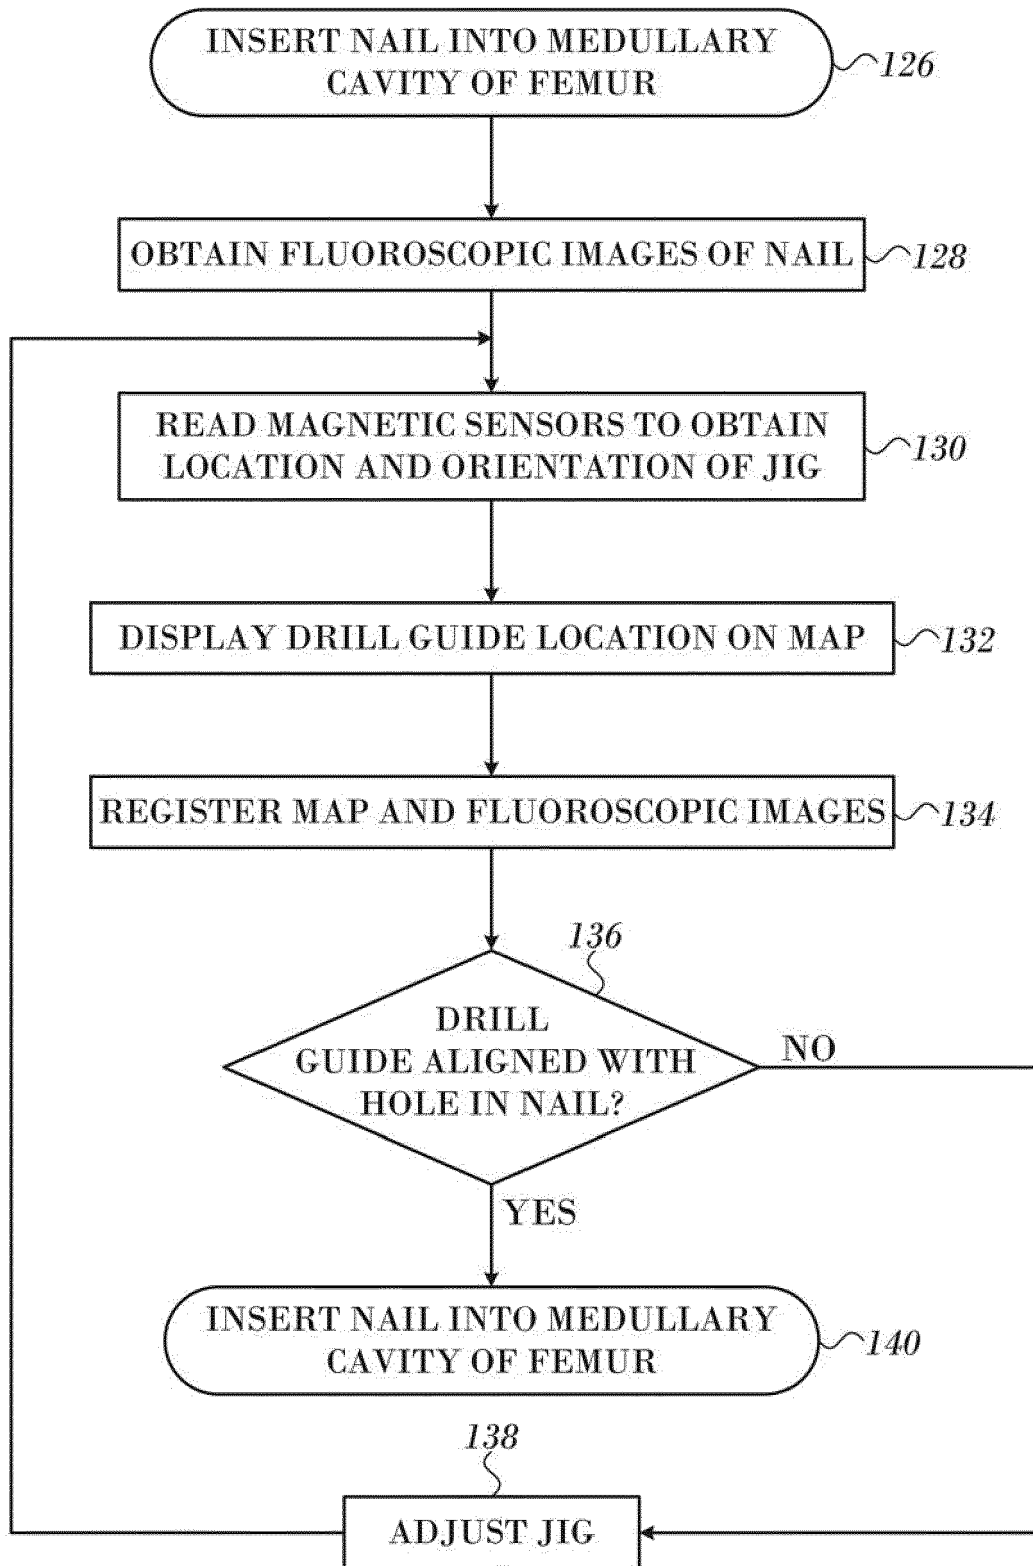 INSERT NAIL INTO MEDULLARY
CAVITY OF FEMUR
126
OBTAIN FLUOROSCOPIC IMAGES OF NAIL
128
READ MAGNETIC SENSORS TO OBTAIN
LOCATION AND ORIENTATION OF JIG
130
DISPLAY DRILL GUIDE LOCATION ON MAP
132
REGISTER MAP AND FLUOROSCOPIC IMAGES
134
136
DRILL
GUIDE ALIGNED WITH
HOLE IN NAIL?
NO
YES
INSERT NAIL INTO MEDULLARY
CAVITY OF FEMUR
140
138
ADJUST JIG